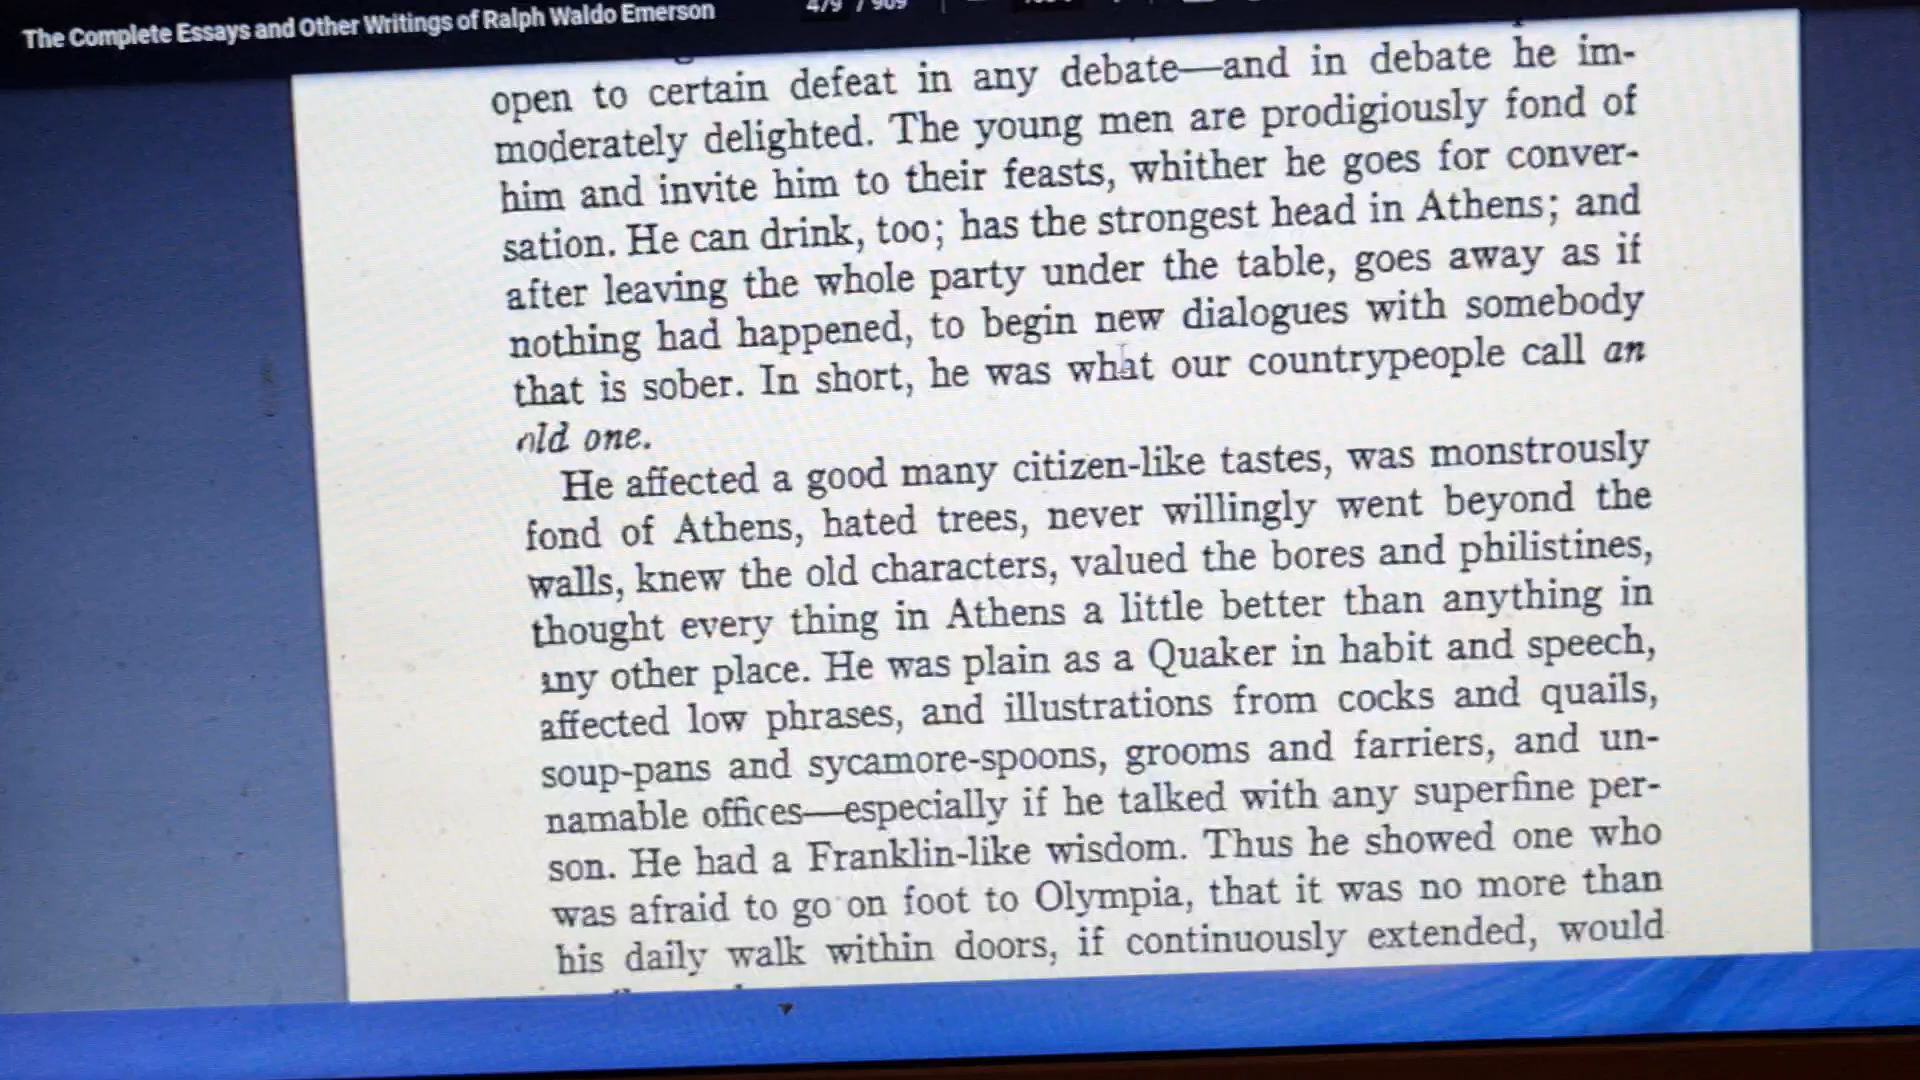 The Complete Essays and Other Writings of Ralph Waldo Emerson
479 / 909
open to certain defeat in any debate—and in debate he im-
moderately delighted. The young men are prodigiously fond of
him and invite him to their feasts, whither he goes for conver-
sation. He can drink, too; has the strongest head in Athens; and
after leaving the whole party under the table, goes away as if
nothing had happened, to begin new dialogues with somebody
that is sober. In short, he was what our countrypeople call an
old one.
He affected a good many citizen-like tastes, was monstrously
fond of Athens, hated trees, never willingly went beyond the
walls, knew the old characters, valued the bores and philistines,
thought every thing in Athens a little better than anything in
any other place. He was plain as a Quaker in habit and speech,
affected low phrases, and illustrations from cocks and quails,
soup-pans and sycamore-spoons, grooms and farriers, and un-
namable offices—especially if he talked with any superfine per-
son. He had a Franklin-like wisdom. Thus he showed one who
was afraid to go on foot to Olympia, that it was no more than
his daily walk within doors, if continuously extended, would